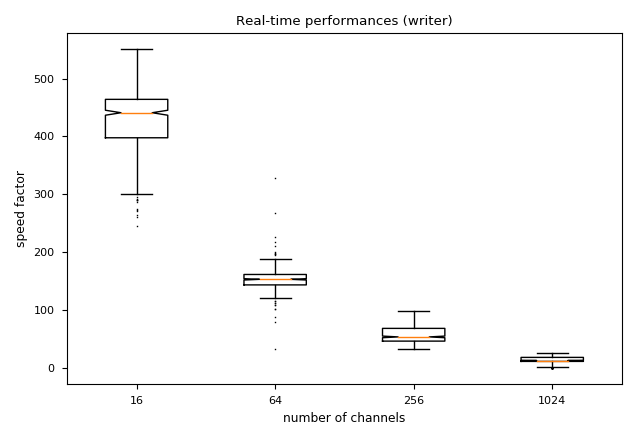 Real-time performances (writer)
500
400
300
200
100
0
speed factor
16 64 256 1024
number of channels